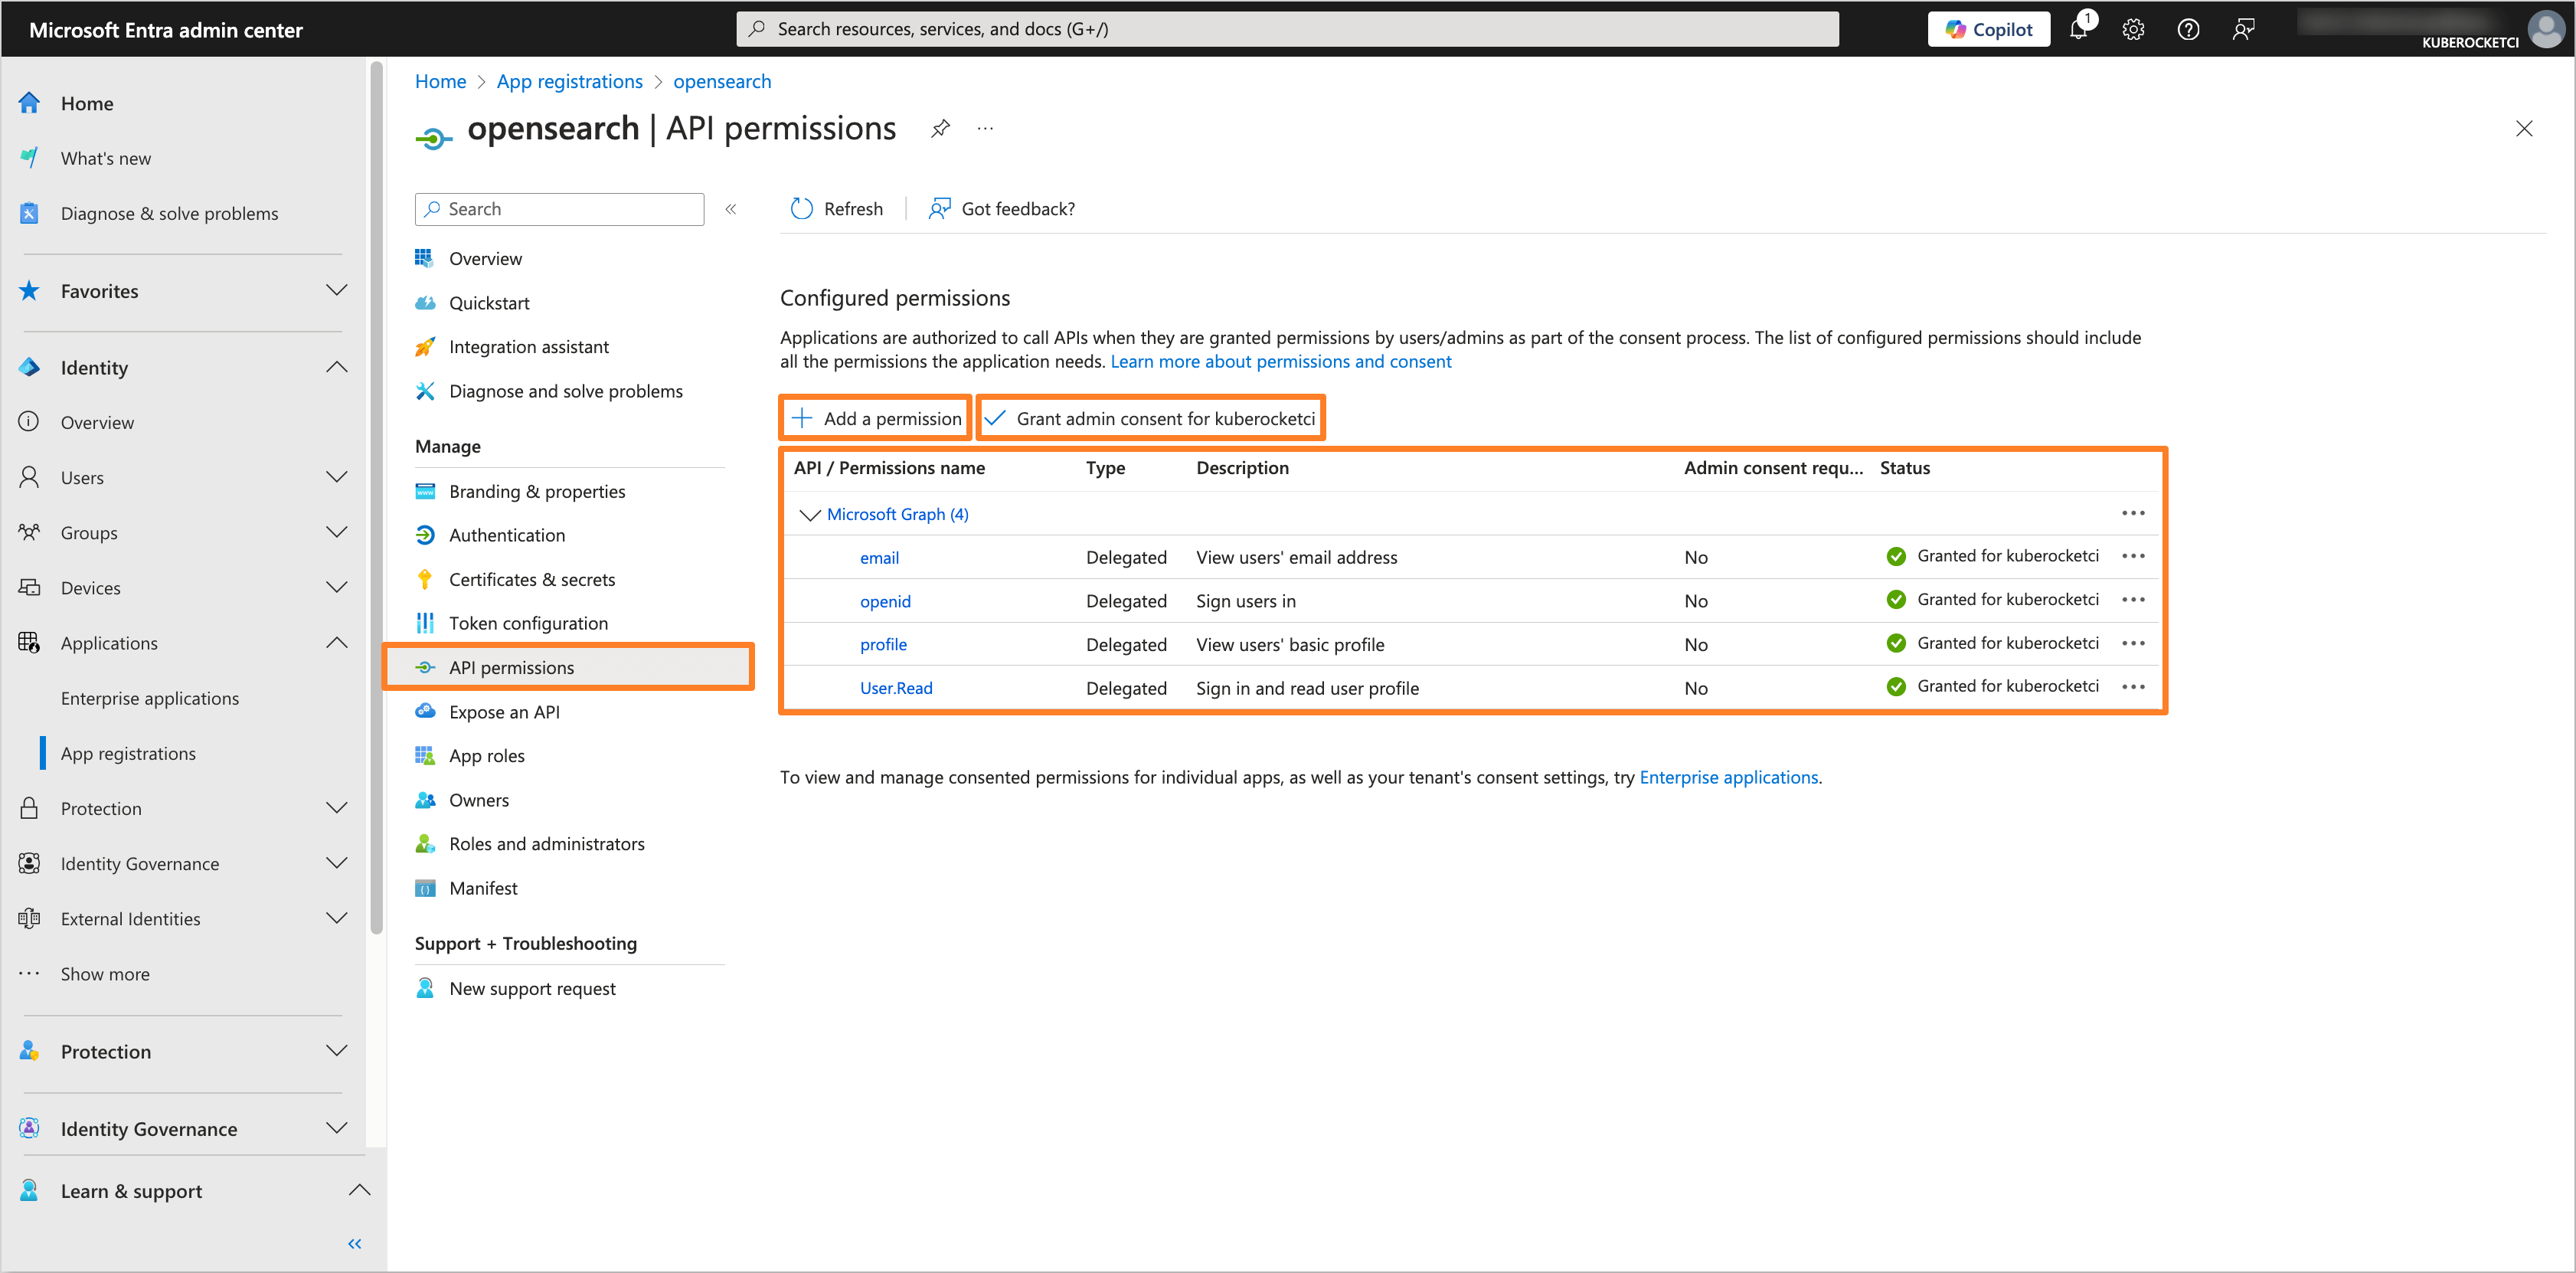 Microsoft Entra admin center
Search resources, services, and docs (G+/)
Copilot
1
KUBEROCKETCI
Home
What's new
Diagnose & solve problems
Favorites
Identity
Overview
Users
Groups
Devices
Applications
Enterprise applications
App registrations
Protection
Identity Governance
External Identities
Show more
Protection
Identity Governance
Learn & support
Home > App registrations > opensearch
opensearch | API permissions
Search
Overview
Quickstart
Integration assistant
Diagnose and solve problems
Manage
Branding & properties
Authentication
Certificates & secrets
Token configuration
API permissions
Expose an API
App roles
Owners
Roles and administrators
Manifest
Support + Troubleshooting
New support request
Refresh
Got feedback?
Configured permissions
Applications are authorized to call APIs when they are granted permissions by users/admins as part of the consent process. The list of configured permissions should include
all the permissions the application needs. Learn more about permissions and consent
Add a permission
Grant admin consent for kuberocketci
API / Permissions name Type Description Admin consent requ... Status
Microsoft Graph (4)
email Delegated View users' email address No Granted for kuberocketci
openid Delegated Sign users in No Granted for kuberocketci
profile Delegated View users' basic profile No Granted for kuberocketci
User.Read Delegated Sign in and read user profile No Granted for kuberocketci
To view and manage consented permissions for individual apps, as well as your tenant's consent settings, try Enterprise applications.